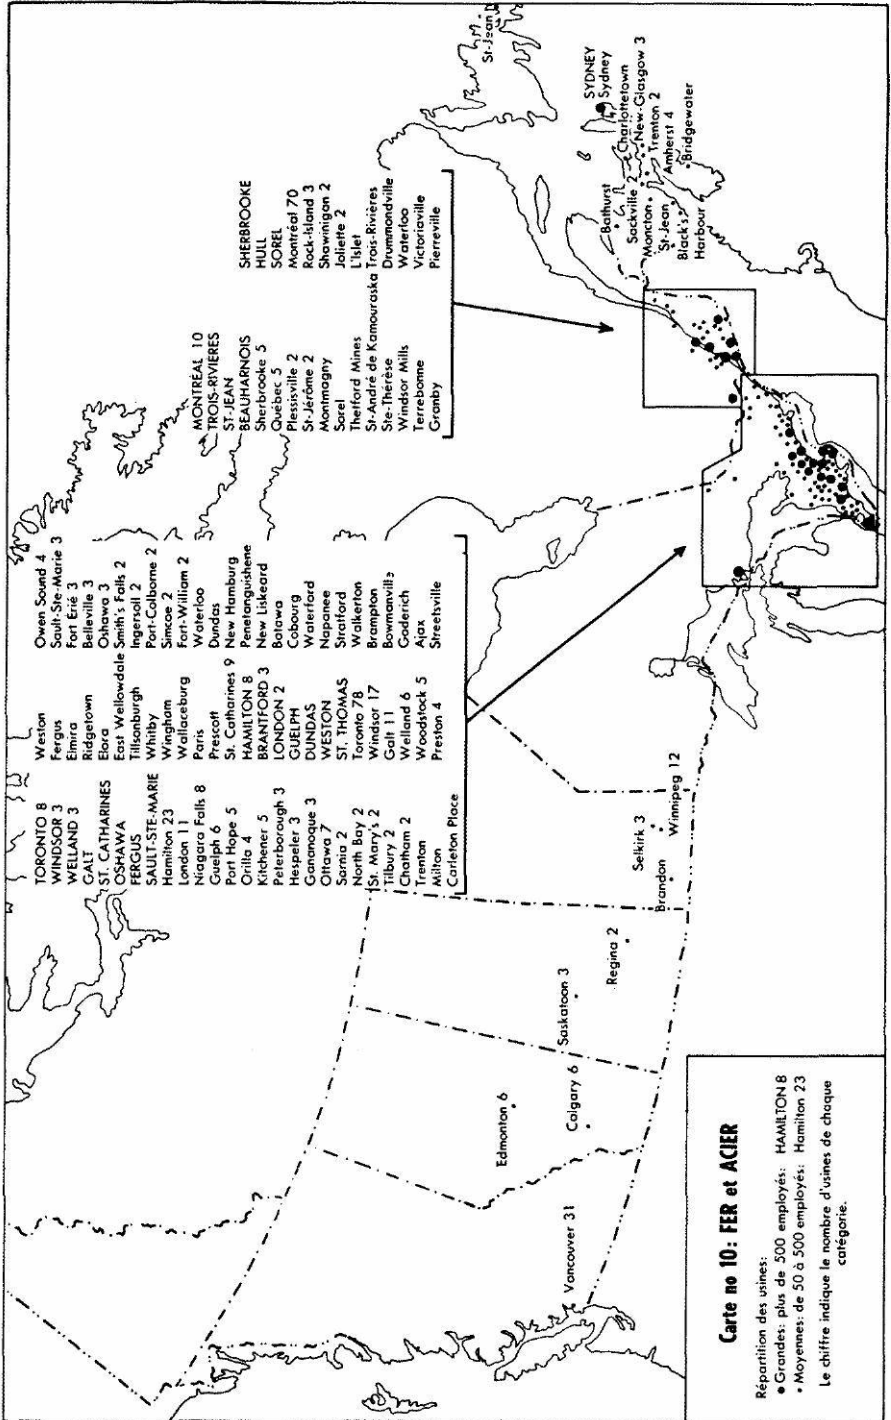 Carte no 10: FER et ACIER
Répartition des usines:
● Grandes: plus de 500 employés: HAMILTON 8
• Moyennes: de 50 à 500 employés: Hamilton 23
Le chiffre indique le nombre d'usines de chaque
catégorie.
Vancouver 31
Edmonton 6
Calgary 6
Saskatoon 3
Regina 2
Brandon
Selkirk 3
Winnipeg 12
TORONTO 8
WINDSOR 3
WELLAND 3
GALT
ST. CATHARINES
OSHAWA
FERGUS
SAULT-STE-MARIE
Hamilton 23
London 11
Niagara Falls 8
Guelph 6
Port Hope 5
Orilla 4
Kitchener 5
Peterborough 3
Hespeler 3
Gananoque 3
Ottawa 7
Sarnia 2
North Bay 2
St. Mary's 2
Tilbury 2
Chatham 2
Trenton
Milton
Carleton Place
Weston
Fergus
Elmira
Ridgetown
Elora
East Wellowdale
Tillsonburgh
Whitby
Wingham
Wallaceburg
Paris
Prescott
St. Catharines 9
HAMILTON 8
BRANTFORD 3
LONDON 2
GUELPH
DUNDAS
WESTON
ST. THOMAS
Toronto 78
Windsor 17
Galt 11
Welland 6
Woodstock 5
Preston 4
Owen Sound 4
Sault-Ste-Marie 3
Fort Erié 3
Belleville 3
Oshawa 3
Smith's Falls 2
Ingersoll 2
Port-Colborne 2
Simcoe 2
Fort-William 2
Waterloo
Dundas
New Hamburg
Penetanguishene
New Liskeard
Batawa
Cobourg
Waterford
Napanee
Stratford
Walkerton
Brampton
Bowmanville
Goderich
Ajax
Streetsville
MONTRÉAL 10
TROIS-RIVIÈRES
ST-JEAN
BEAUHARNOIS
Sherbrooke 5
Québec 5
Plessisville 2
St-Jérôme 2
Montmagny
Sorel
Thetford Mines
St-André de Kamouraska
Ste-Thérèse
Windsor Mills
Terrebonne
Granby
SHERBROOKE
HULL
SOREL
Montréal 70
Rock-Island 3
Shawinigan 2
Joliette 2
L'Islet
Trois-Rivières
Drummondville
Waterloo
Victoriaville
Pierreville
Bathurst
Sackville 2
Moncton
St-Jean
Black's
Harbour
SYDNEY
Sydney
Charlottetown
New-Glasgow 3
Trenton 2
Amherst 4
Bridgewater
St-Jean